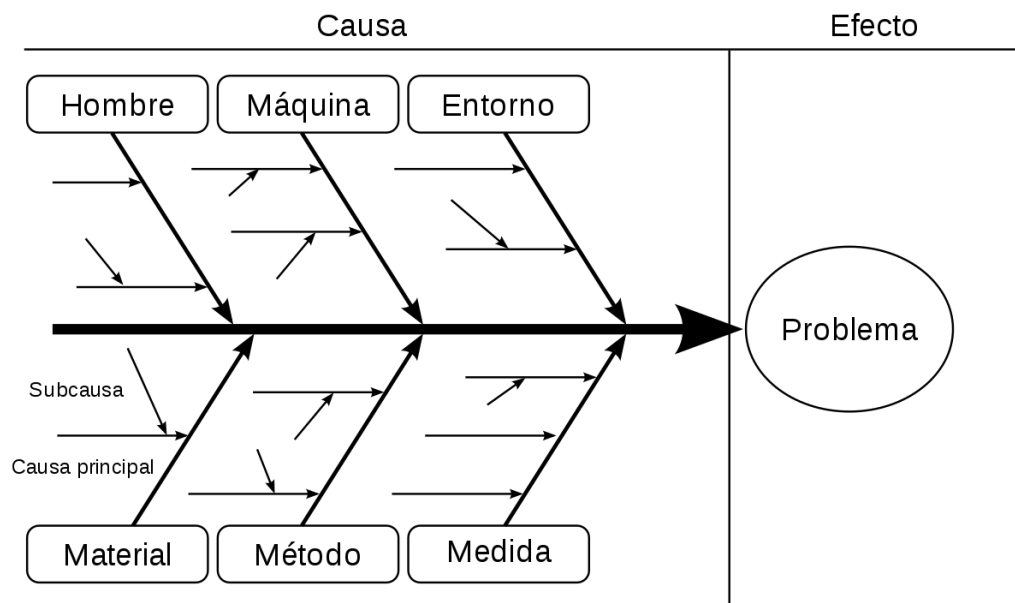 Causa
Efecto
Hombre
Máquina
Entorno
Problema
Subcausa
Causa principal
Material
Método
Medida